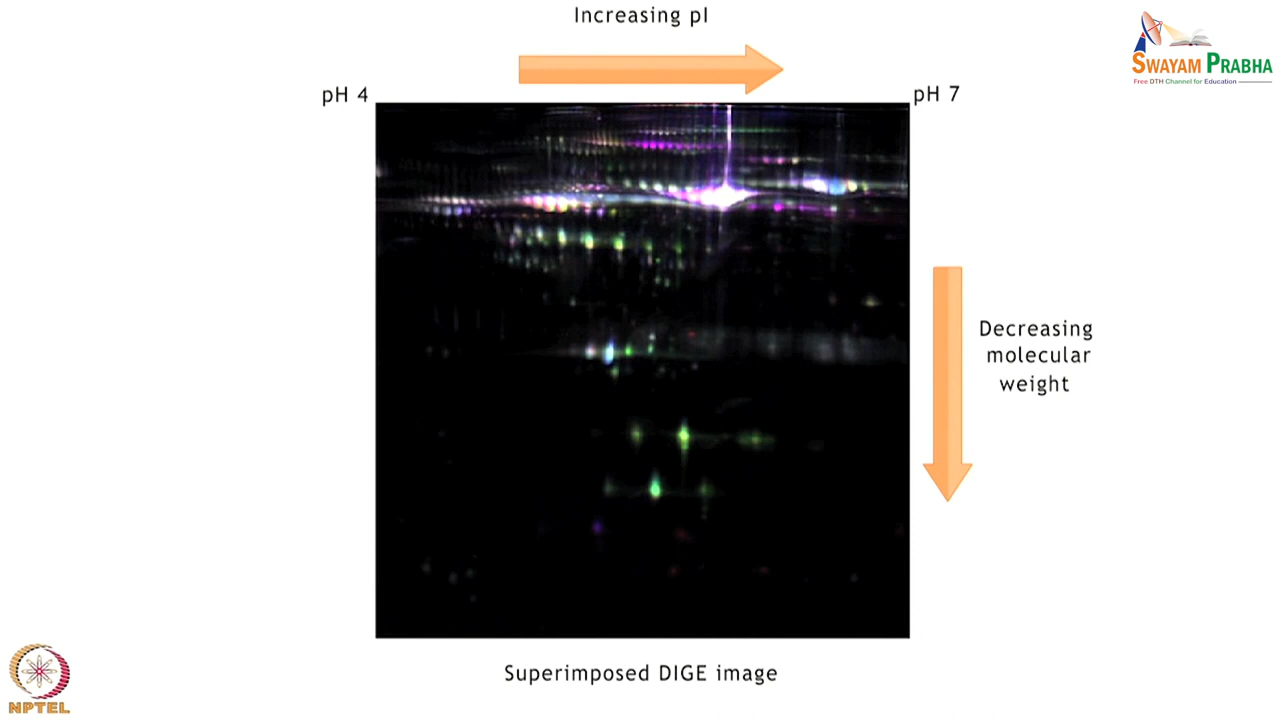 Increasing pI
SWAYAM PRABHA
Free DTH Channel for Education
pH 4
pH 7
Decreasing
molecular
weight
Superimposed DIGE image
NPTEL